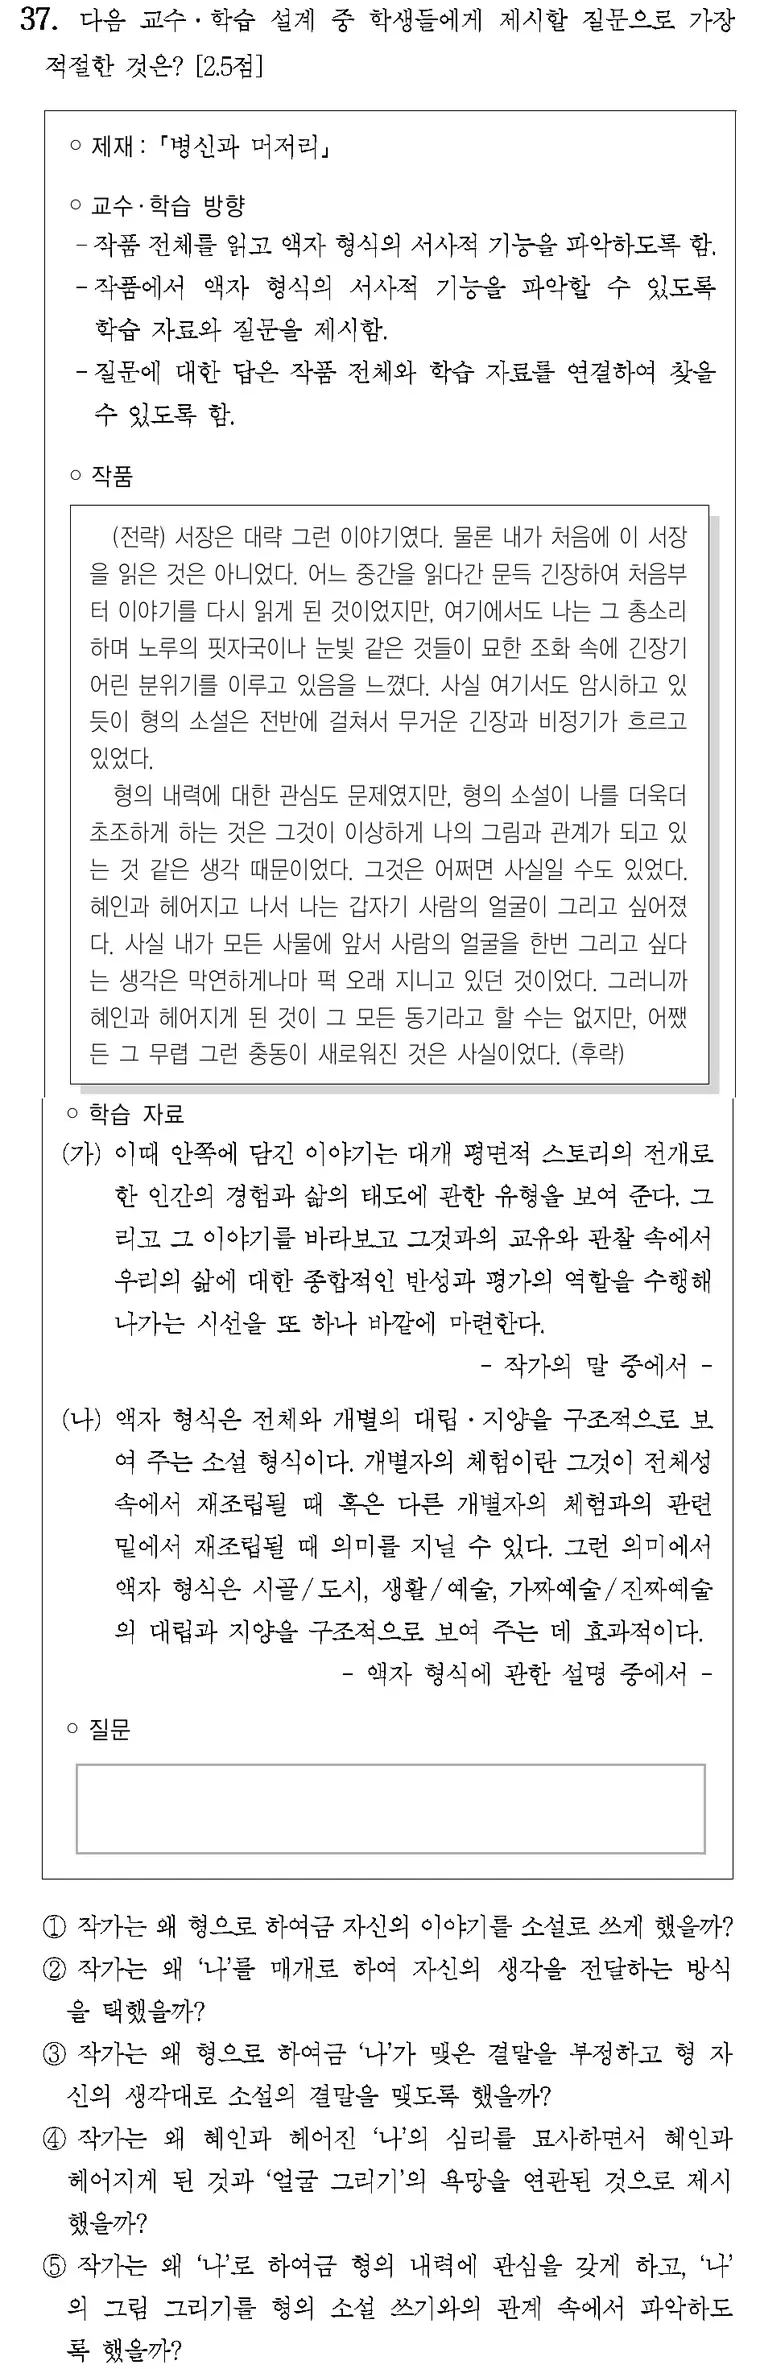 37. 다음 교수·학습 설계 중 학생들에게 제시할 질문으로 가장
적절한 것은? [2.5점]
○ 제재 : 「병신과 머저리」
○ 교수·학습 방향
- 작품 전체를 읽고 액자 형식의 서사적 기능을 파악하도록 함.
- 작품에서 액자 형식의 서사적 기능을 파악할 수 있도록
학습 자료와 질문을 제시함.
- 질문에 대한 답은 작품 전체와 학습 자료를 연결하여 찾을
수 있도록 함.
○ 작품
(전략) 서장은 대략 그런 이야기였다. 물론 내가 처음에 이 서장
을 읽은 것은 아니었다. 어느 중간을 읽다간 문득 긴장하여 처음부
터 이야기를 다시 읽게 된 것이었지만, 여기에서도 나는 그 총소리
하며 노루의 핏자국이나 눈빛 같은 것들이 묘한 조화 속에 긴장기
어린 분위기를 이루고 있음을 느꼈다. 사실 여기서도 암시하고 있
듯이 형의 소설은 전반에 걸쳐서 무거운 긴장과 비정기가 흐르고
있었다.
형의 내력에 대한 관심도 문제였지만, 형의 소설이 나를 더욱더
초조하게 하는 것은 그것이 이상하게 나의 그림과 관계가 되고 있
는 것 같은 생각 때문이었다. 그것은 어쩌면 사실일 수도 있었다.
혜인과 헤어지고 나서 나는 갑자기 사람의 얼굴이 그리고 싶어졌
다. 사실 내가 모든 사물에 앞서 사람의 얼굴을 한번 그리고 싶다
는 생각은 막연하게나마 퍽 오래 지니고 있던 것이었다. 그러니까
혜인과 헤어지게 된 것이 그 모든 동기라고 할 수는 없지만, 어쨌
든 그 무렵 그런 충동이 새로워진 것은 사실이었다. (후략)
○ 학습 자료
(가) 이때 안쪽에 담긴 이야기는 대개 평면적 스토리의 전개로
한 인간의 경험과 삶의 태도에 관한 유형을 보여 준다. 그
리고 그 이야기를 바라보고 그것과의 교유와 관찰 속에서
우리의 삶에 대한 종합적인 반성과 평가의 역할을 수행해
나가는 시선을 또 하나 바깥에 마련한다.
- 작가의 말 중에서 -
(나) 액자 형식은 전체와 개별의 대립·지양을 구조적으로 보
여 주는 소설 형식이다. 개별자의 체험이란 그것이 전체성
속에서 재조립될 때 혹은 다른 개별자의 체험과의 관련
밑에서 재조립될 때 의미를 지닐 수 있다. 그런 의미에서
액자 형식은 시골/도시, 생활/예술, 가짜예술/진짜예술
의 대립과 지양을 구조적으로 보여 주는 데 효과적이다.
- 액자 형식에 관한 설명 중에서 -
○ 질문
① 작가는 왜 형으로 하여금 자신의 이야기를 소설로 쓰게 했을까?
② 작가는 왜 '나'를 매개로 하여 자신의 생각을 전달하는 방식
을 택했을까?
③ 작가는 왜 형으로 하여금 '나'가 맺은 결말을 부정하고 형 자
신의 생각대로 소설의 결말을 맺도록 했을까?
④ 작가는 왜 혜인과 헤어진 '나'의 심리를 묘사하면서 혜인과
헤어지게 된 것과 '얼굴 그리기'의 욕망을 연관된 것으로 제시
했을까?
⑤ 작가는 왜 '나'로 하여금 형의 내력에 관심을 갖게 하고, '나'
의 그림 그리기를 형의 소설 쓰기와의 관계 속에서 파악하도
록 했을까?